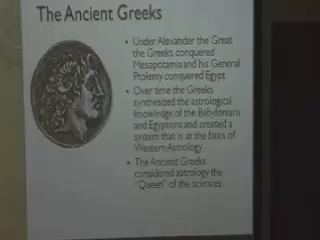 The Ancient Greeks
• Under Alexander the Great
the Greeks conquered
Mesopotamia and his General
Ptolemy conquered Egypt
• Over time the Greeks
synthesized the astrological
knowledge of the Babylonians
and Egyptians and created a
system that is at the basis of
Western Astrology
• The Ancient Greeks
considered astrology the
"Queen" of the sciences